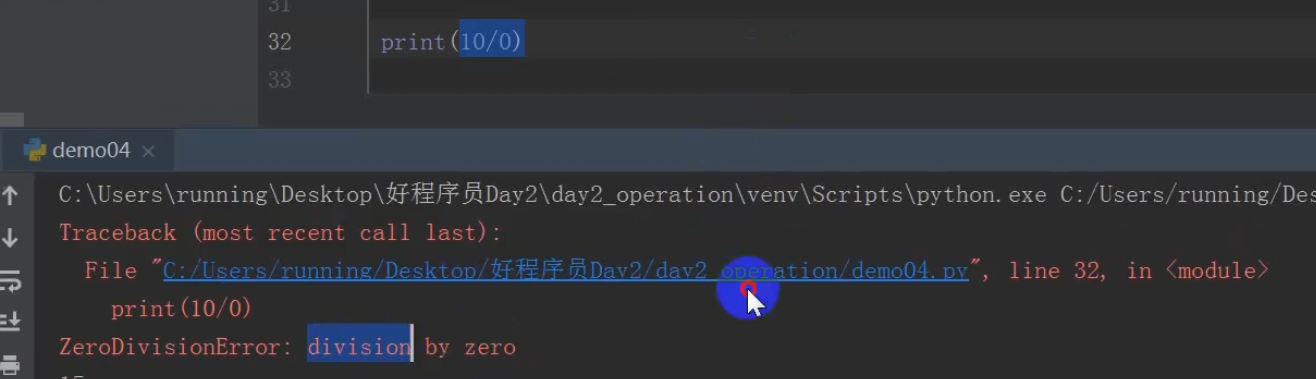 31
32 print(10/0)
33
demo04
C:\Users\running\Desktop\好程序员Day2\day2_operation\venv\Scripts\python.exe C:/Users/running/Des
Traceback (most recent call last):
File "C:/Users/running/Desktop/好程序员Day2/day2_operation/demo04.py", line 32, in <module>
print(10/0)
ZeroDivisionError: division by zero